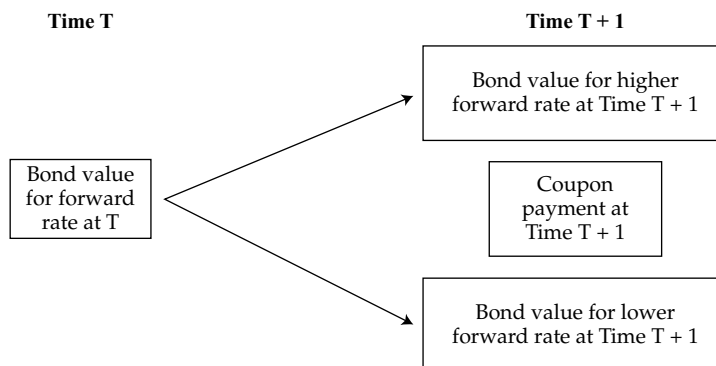 Time T
Time T + 1
Bond value for higher
forward rate at Time T + 1
Bond value
for forward
rate at T
Coupon
payment at
Time T + 1
Bond value for lower
forward rate at Time T + 1